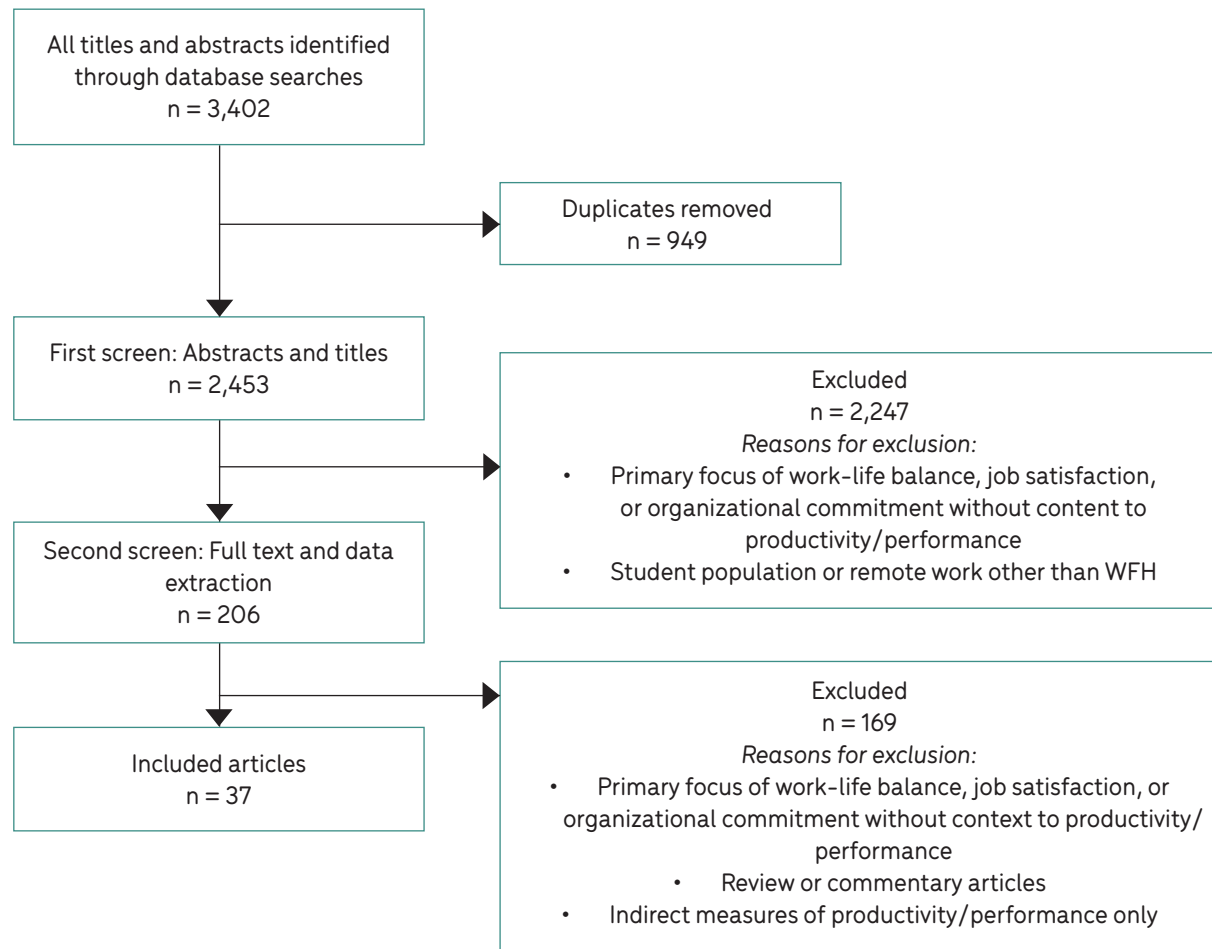 All titles and abstracts identified
through database searches
n = 3,402
Duplicates removed
n = 949
First screen: Abstracts and titles
n = 2,453
Excluded
n = 2,247
Reasons for exclusion:
• Primary focus of work-life balance, job satisfaction,
or organizational commitment without content to
productivity/performance
• Student population or remote work other than WFH
Second screen: Full text and data
extraction
n = 206
Excluded
n = 169
Reasons for exclusion:
• Primary focus of work-life balance, job satisfaction, or
organizational commitment without context to productivity/
performance
• Review or commentary articles
• Indirect measures of productivity/performance only
Included articles
n = 37